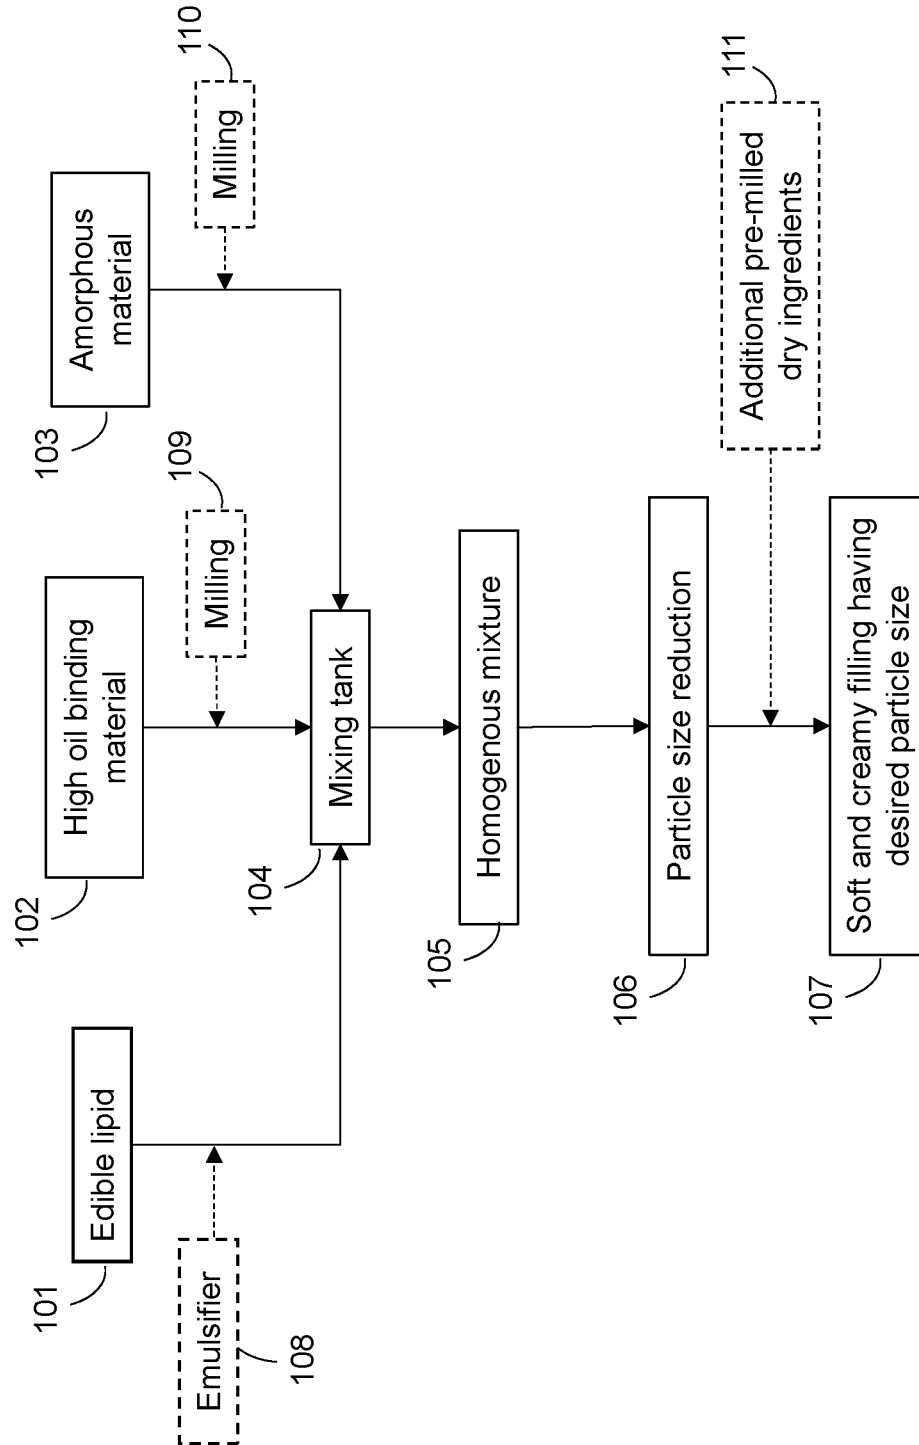 101
Edible lipid
102
High oil binding
material
103
Amorphous
material
Emulsifier
108
Milling
109
Milling
110
104
Mixing tank
105
Homogenous mixture
106
Particle size reduction
Additional pre-milled
dry ingredients
111
107
Soft and creamy filling having
desired particle size